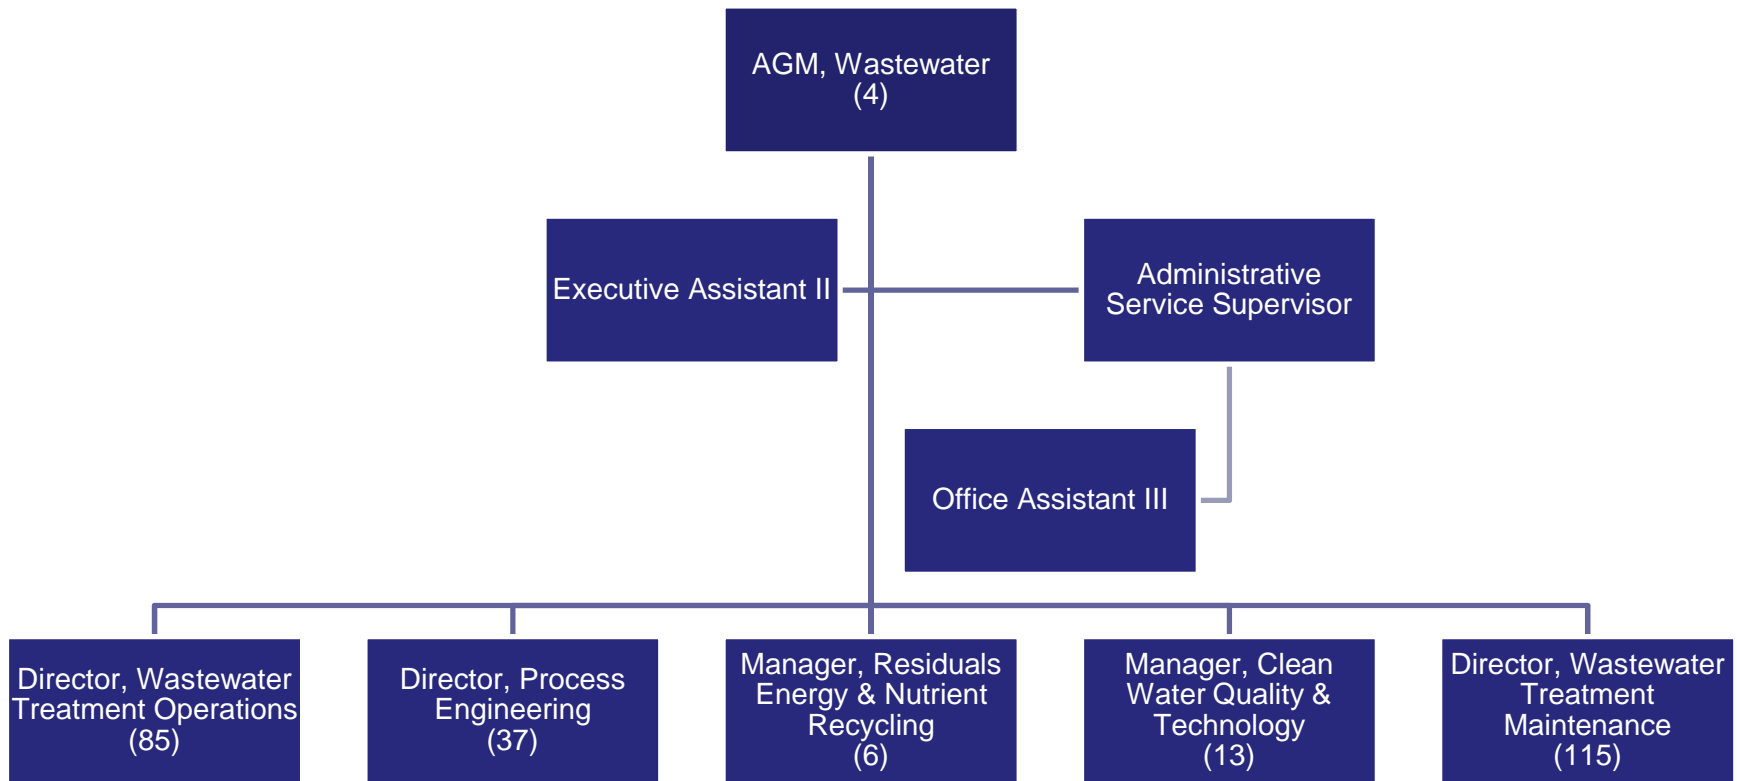 AGM, Wastewater
(4)
Executive Assistant II
Administrative
Service Supervisor
Office Assistant III
Director, Wastewater
Treatment Operations
(85)
Director, Process
Engineering
(37)
Manager, Residuals
Energy & Nutrient
Recycling
(6)
Manager, Clean
Water Quality &
Technology
(13)
Director, Wastewater
Treatment
Maintenance
(115)